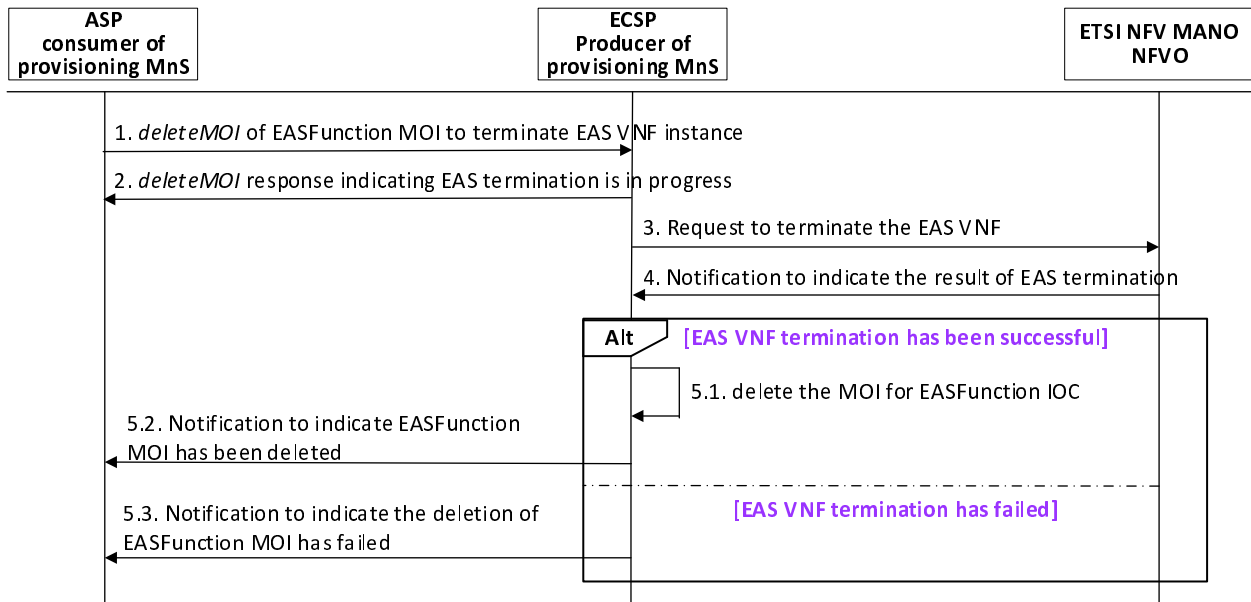 ASP
consumer of
provisioning MnS
ECSP
Producer of
provisioning MnS
ETSI NFV MANO
NFVO
1. deleteMOI of EASFunction MOI to terminate EAS VNF instance
2. deleteMOI response indicating EAS termination is in progress
3. Request to terminate the EAS VNF
4. Notification to indicate the result of EAS termination
Alt
[EAS VNF termination has been successful]
5.1. delete the MOI for EASFunction IOC
5.2. Notification to indicate EASFunction
MOI has been deleted
[EAS VNF termination has failed]
5.3. Notification to indicate the deletion of
EASFunction MOI has failed